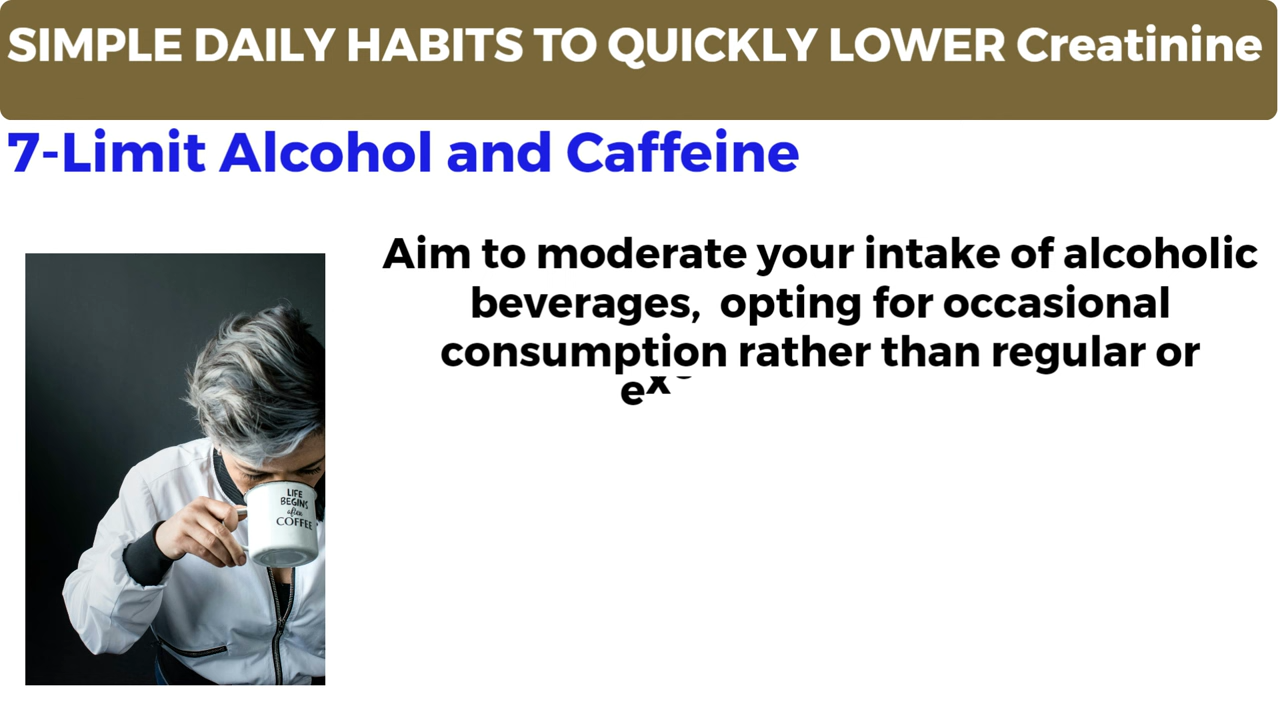 SIMPLE DAILY HABITS TO QUICKLY LOWER Creatinine
7-Limit Alcohol and Caffeine
Aim to moderate your intake of alcoholic
beverages, opting for occasional
consumption rather than regular or
LIFE
BEGINS
after
COFFEE